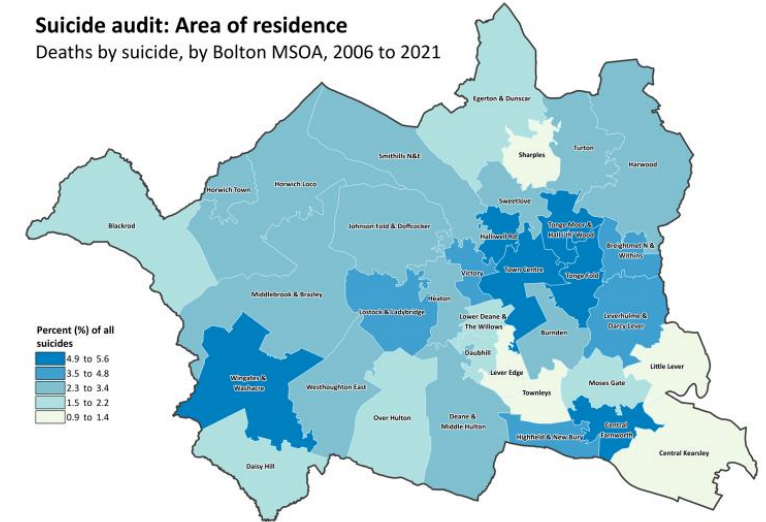 Suicide audit: Area of residence
Deaths by suicide, by Bolton MSOA, 2006 to 2021
Egerton & Dunscar
Sharples
Turton
Smithills N&E
Harwood
Horwich Town
Horwich Loco
Sweetlove
Blackrod
Johnson Fold & Doffcocker
Halliwell Rd
Tonge Moor &
Hall i'th' Wood
Breightmet N &
Withins
Victory
Town Centre
Tonge Fold
Middlebrook & Brazley
Heaton
Lostock & Ladybridge
Lower Deane &
The Willows
Leverhulme &
Darcy Lever
Burnden
Percent (%) of all
suicides
4.9 to 5.6
3.5 to 4.8
2.3 to 3.4
1.5 to 2.2
0.9 to 1.4
Daubhill
Little Lever
Lever Edge
Wingates &
Washacre
Westhoughton East
Moses Gate
Townleys
Over Hulton
Deane &
Middle Hulton
Central
Farnworth
Highfield & New Bury
Central Kearsley
Daisy Hill